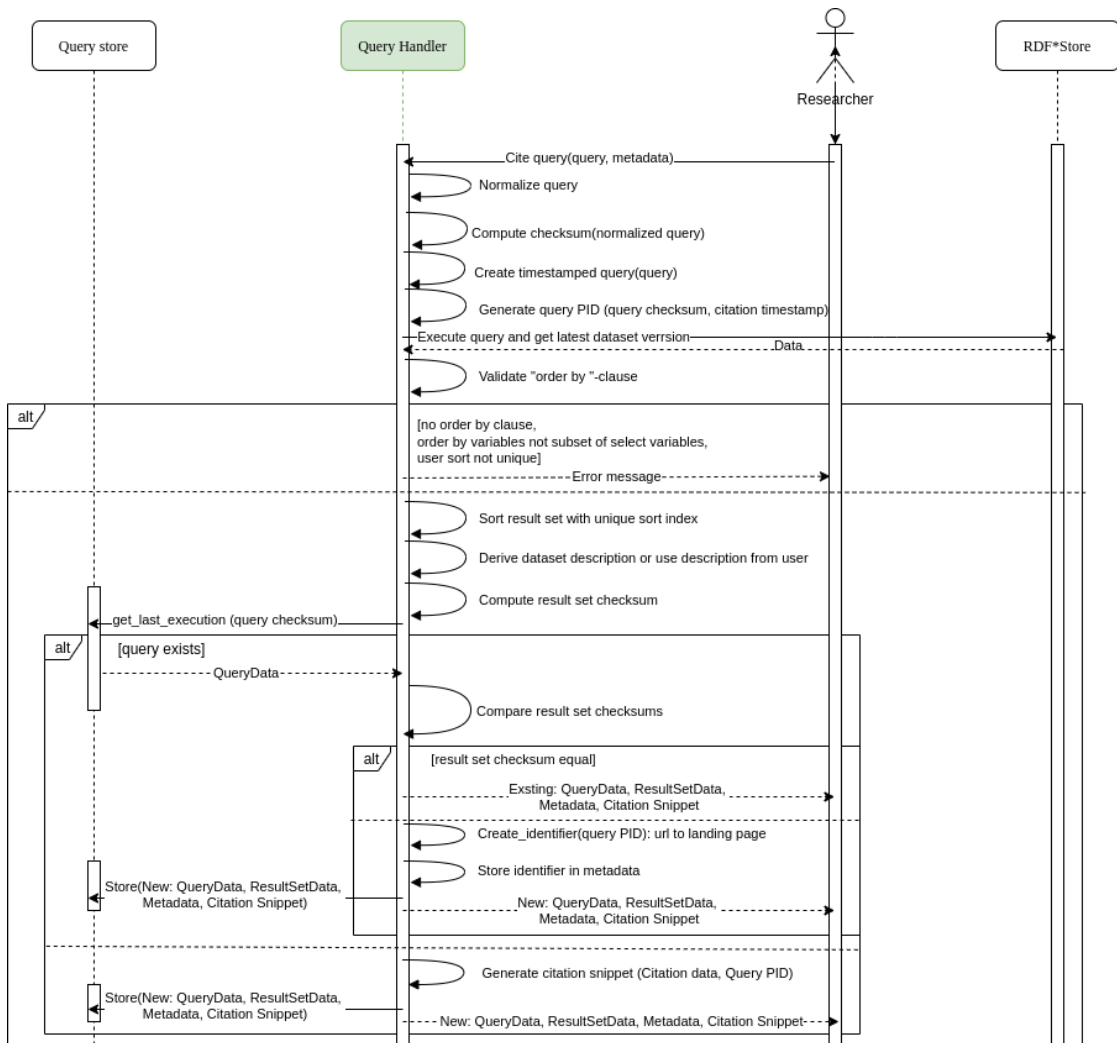 Query store
Query Handler
Researcher
RDF*Store
Cite query(query, metadata)
Normalize query
Compute checksum(normalized query)
Create timestamped query(query)
Generate query PID (query checksum, citation timestamp)
Execute query and get latest dataset verrsion
Data
Validate "order by "-clause
alt
[no order by clause,
order by variables not subset of select variables,
user sort not unique]
Error message
Sort result set with unique sort index
Derive dataset description or use description from user
Compute result set checksum
get_last_execution (query checksum)
alt
[query exists]
QueryData
Compare result set checksums
alt
[result set checksum equal]
Exsting: QueryData, ResultSetData,
Metadata, Citation Snippet
Create_identifier(query PID): url to landing page
Store identifier in metadata
Store(New: QueryData, ResultSetData,
Metadata, Citation Snippet)
New: QueryData, ResultSetData,
Metadata, Citation Snippet
Generate citation snippet (Citation data, Query PID)
Store(New: QueryData, ResultSetData,
Metadata, Citation Snippet)
New: QueryData, ResultSetData, Metadata, Citation Snippet